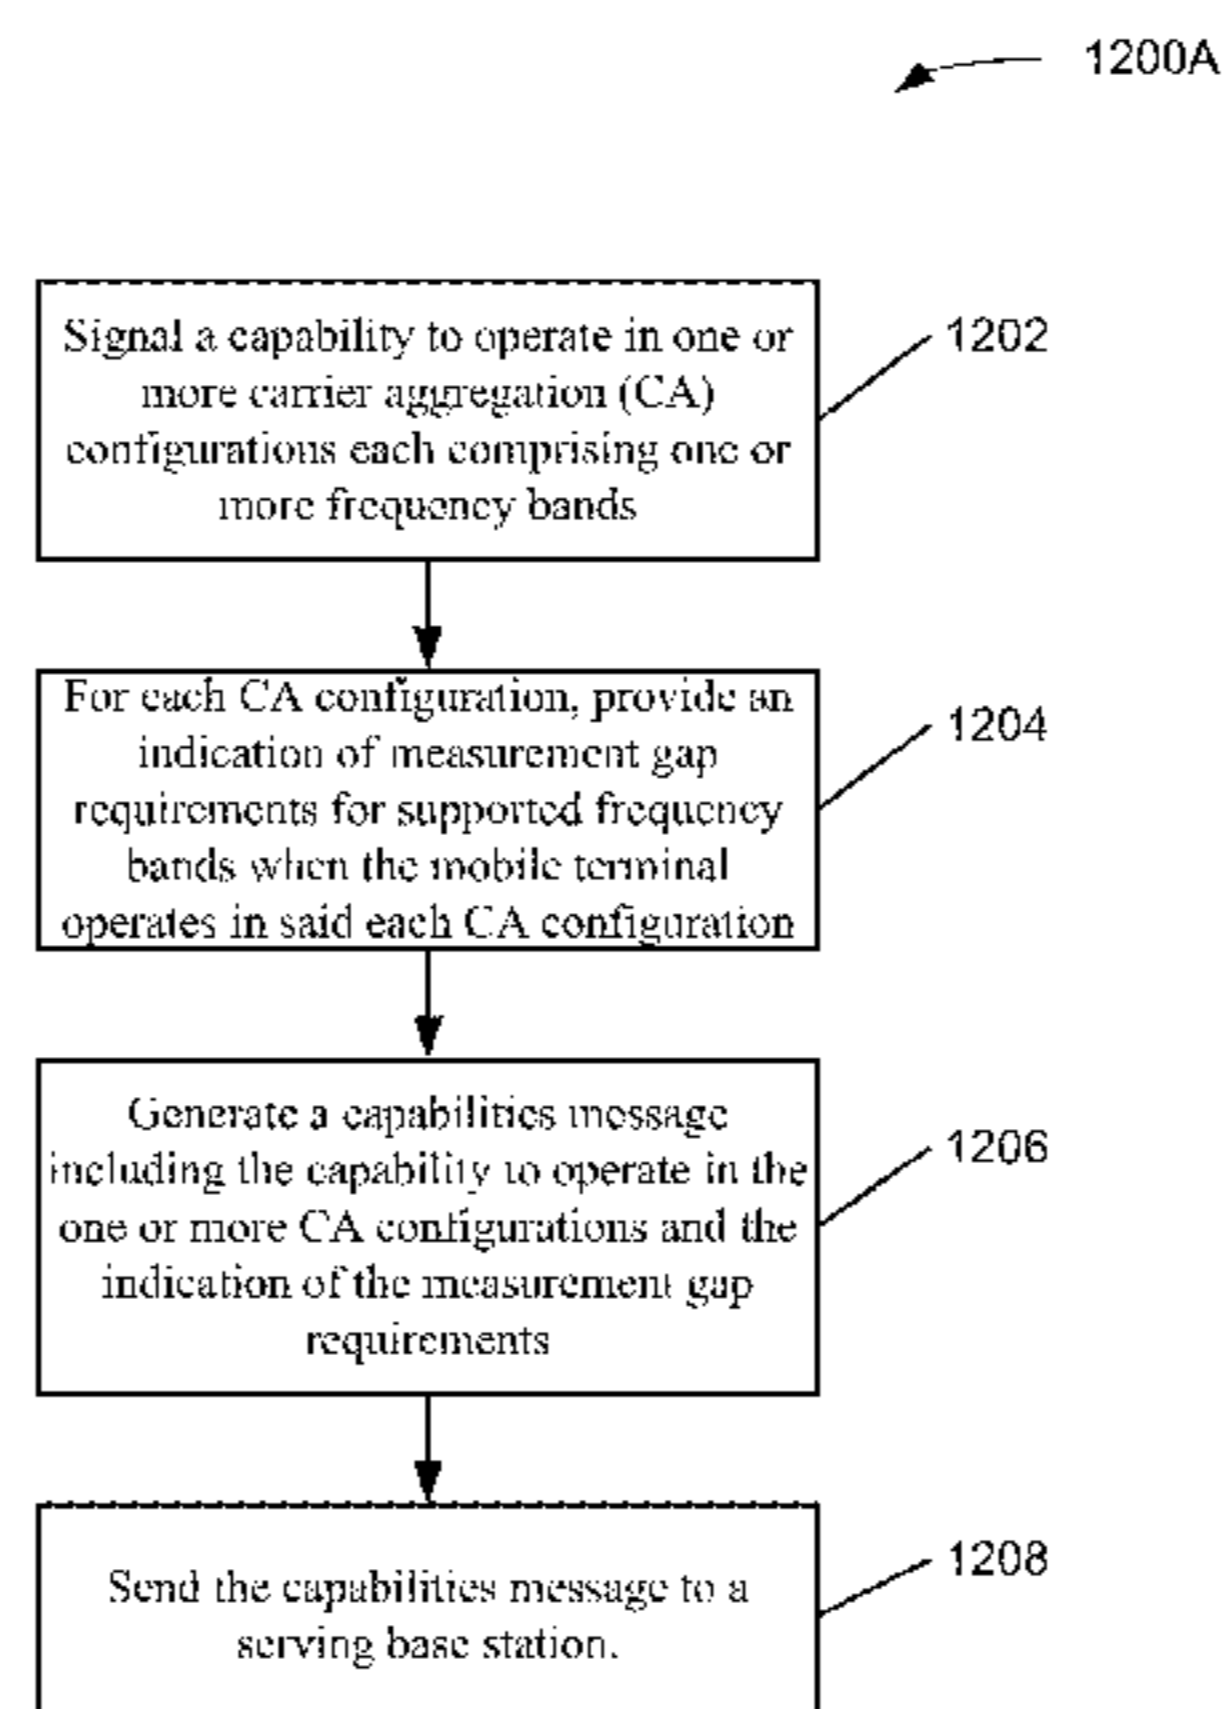 1200A
Signal a capability to operate in one or
more carrier aggregation (CA)
configurations each comprising one or
more frequency bands
1202
For each CA configuration, provide an
indication of measurement gap
requirements for supported frequency
bands when the mobile terminal
operates in said each CA configuration
1204
Generate a capabilities message
including the capability to operate in the
one or more CA configurations and the
indication of the measurement gap
requirements
1206
Send the capabilities message to a
serving base station.
1208